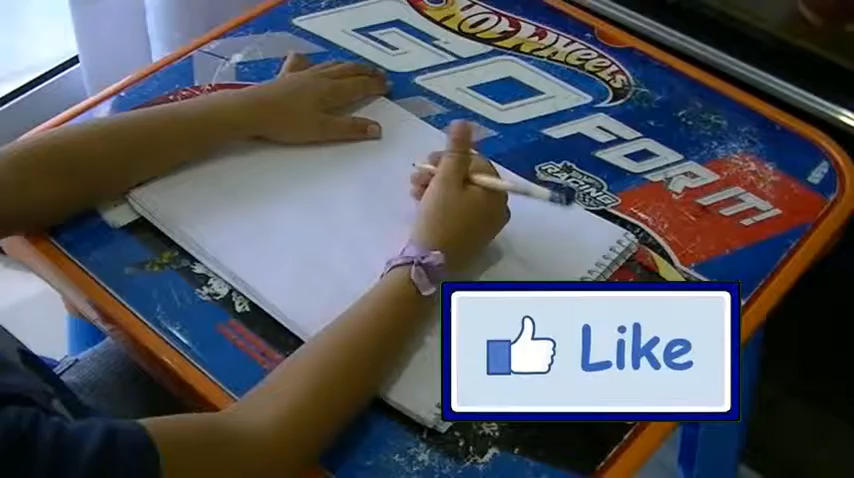 HOT WHEELS
GO
FOR IT!
RACING
Like